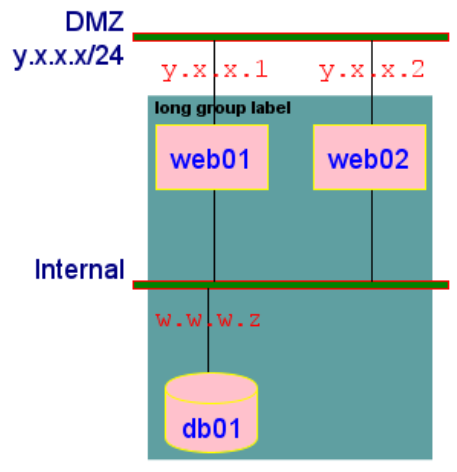 DMZ
y.x.x.x/24
y.x.x.1
y.x.x.2
long group label
web01
web02
Internal
w.w.w.z
db01